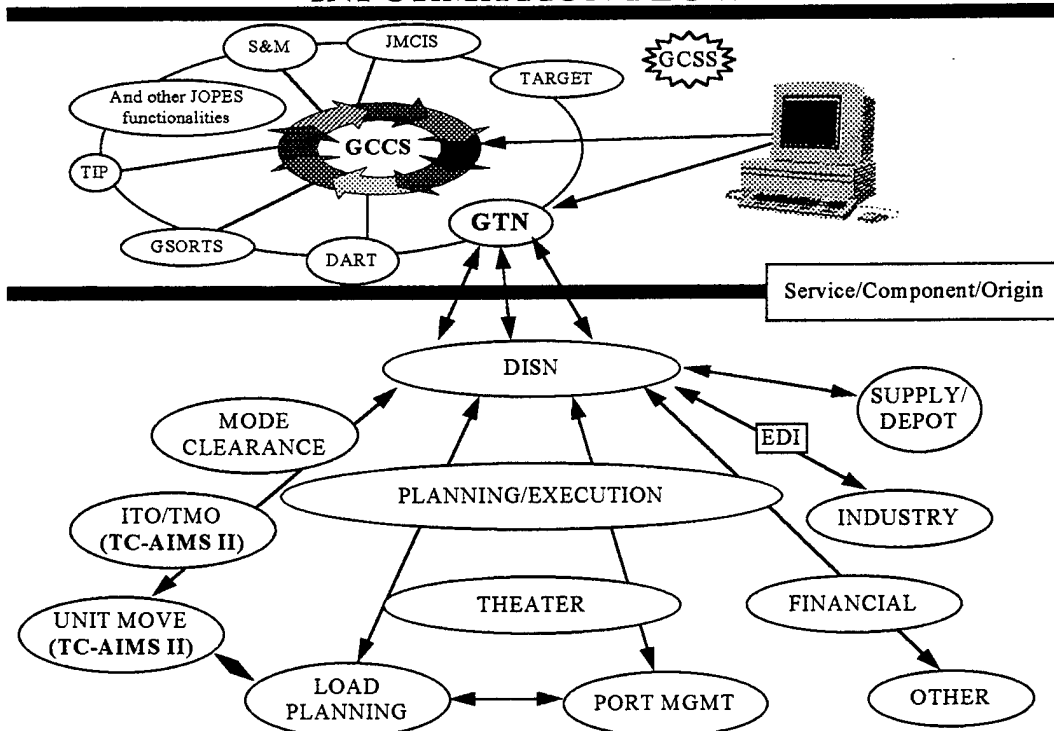 S&M
JMCIS
GCSS
TARGET
And other JOPES
functionalities
GCCS
TIP
GTN
GSORTS
DART
Service/Component/Origin
DISN
SUPPLY/
DEPOT
MODE
CLEARANCE
EDI
PLANNING/EXECUTION
INDUSTRY
ITO/TMO
(TC-AIMS II)
THEATER
FINANCIAL
UNIT MOVE
(TC-AIMS II)
LOAD
PLANNING
PORT MGMT
OTHER